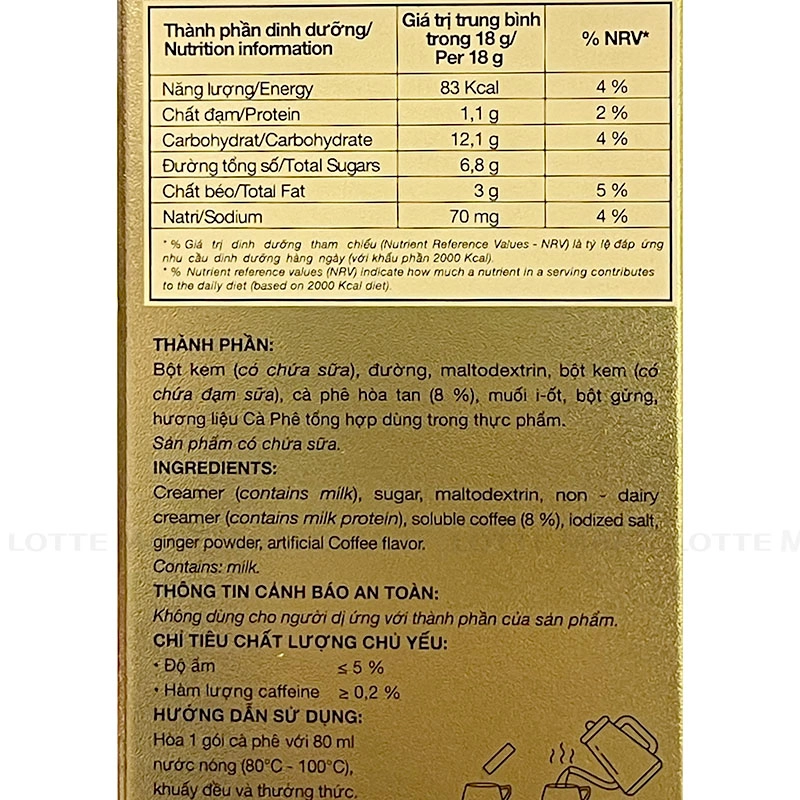 Thành phần dinh dưỡng/ Giá trị trung bình % NRV*
Nutrition information trong 18 g/
Per 18 g
Năng lượng/Energy 83 Kcal 4 %
Chất đạm/Protein 1,1 g 2 %
Carbohydrat/Carbohydrate 12,1 g 4 %
Đường tổng số/Total Sugars 6,8 g
Chất béo/Total Fat 3 g 5 %
Natri/Sodium 70 mg 4 %
* % Giá trị dinh dưỡng tham chiếu (Nutrient Reference Values - NRV) là tỷ lệ đáp ứng
nhu cầu dinh dưỡng hàng ngày (với khẩu phần 2000 Kcal).
* % Nutrient reference values (NRV) indicate how much a nutrient in a serving contributes
to the daily diet (based on 2000 Kcal diet).
THÀNH PHẦN:
Bột kem (có chứa sữa), đường, maltodextrin, bột kem (có
chứa đạm sữa), cà phê hòa tan (8 %), muối i-ốt, bột gừng,
hương liệu Cà Phê tổng hợp dùng trong thực phẩm.
Sản phẩm có chứa sữa.
INGREDIENTS:
Creamer (contains milk), sugar, maltodextrin, non - dairy
creamer (contains milk protein), soluble coffee (8 %), iodized salt,
ginger powder, artificial Coffee flavor.
Contains: milk.
LOTTE M
LOTTE M
THÔNG TIN CẢNH BÁO AN TOÀN:
Không dùng cho người dị ứng với thành phần của sản phẩm.
CHỈ TIÊU CHẤT LƯỢNG CHỦ YẾU:
• Độ ẩm ≤ 5 %
• Hàm lượng caffeine ≥ 0,2 %
HƯỚNG DẪN SỬ DỤNG:
Hòa 1 gói cà phê với 80 ml
nước nóng (80°C - 100°C),
khuấy đều và thưởng thức.